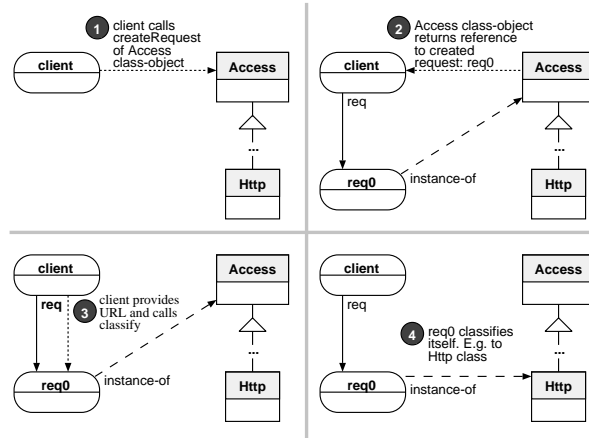 1
client calls
createRequest
of Access
class-object
client
Access
...
Http
2
Access class-object
returns reference
to created
request: req0
client
Access
req
...
req0
instance-of
Http
client
Access
req
3
client provides
URL and calls
classify
...
req0
instance-of
Http
client
Access
req
4
req0 classifies
itself. E.g. to
Http class
...
req0
instance-of
Http